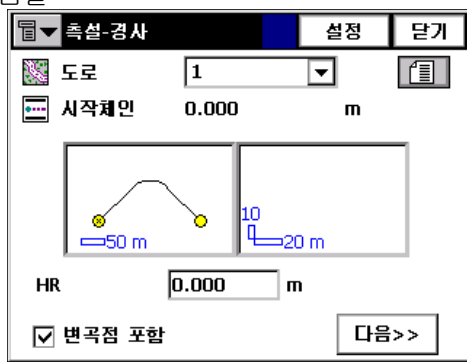 측설-경사 설정 닫기
도로 1
시작체인 0.000 m
50 m
10
20 m
HR 0.000 m
변곡점 포함
다음>>